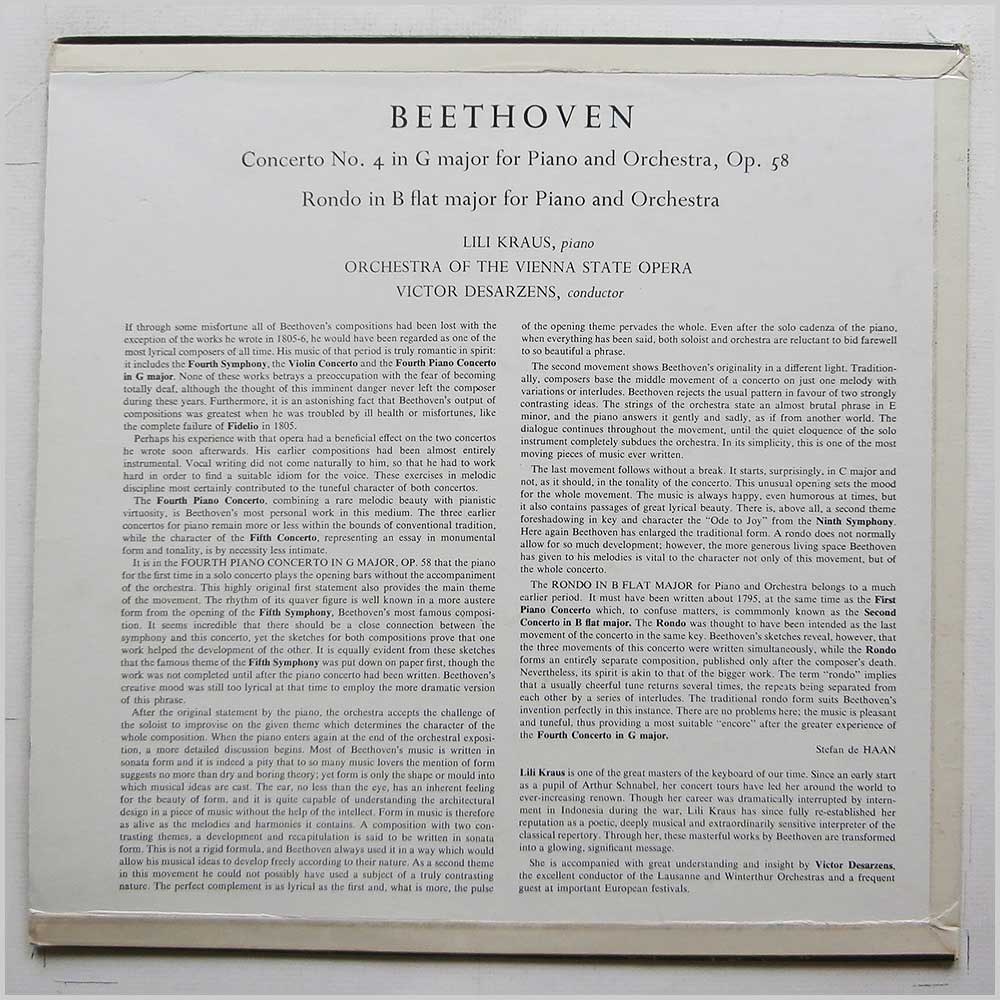 BEETHOVEN
Concerto No. 4 in G major for Piano and Orchestra, Op. 58
Rondo in B flat major for Piano and Orchestra
LILI KRAUS, piano
ORCHESTRA OF THE VIENNA STATE OPERA
VICTOR DESARZENS, conductor
If through some misfortune all of Beethoven's compositions had been lost with the
exception of the works he wrote in 1805-6, he would have been regarded as one of the
most lyrical composers of all time. His music of that period is truly romantic in spirit:
it includes the Fourth Symphony, the Violin Concerto and the Fourth Piano Concerto
in G major. None of these works betrays a preoccupation with the fear of becoming
totally deaf, although the thought of this imminent danger never left the composer
during these years. Furthermore, it is an astonishing fact that Beethoven's output of
compositions was greatest when he was troubled by ill health or misfortunes, like
the complete failure of Fidelio in 1805.
Perhaps his experience with that opera had a beneficial effect on the two concertos
he wrote soon afterwards. His earlier compositions had been almost entirely
instrumental. Vocal writing did not come naturally to him, so that he had to work
hard in order to find a suitable idiom for the voice. These exercises in melodic
discipline most certainly contributed to the tuneful character of both concertos.
The Fourth Piano Concerto, combining a rare melodic beauty with pianistic
virtuosity, is Beethoven's most personal work in this medium. The three earlier
concertos for piano remain more or less within the bounds of conventional tradition,
while the character of the Fifth Concerto, representing an essay in monumental
form and tonality, is by necessity less intimate.
It is in the FOURTH PIANO CONCERTO IN G MAJOR, OP. 58 that the piano
for the first time in a solo concerto plays the opening bars without the accompaniment
of the orchestra. This highly original first statement also provides the main theme
of the movement. The rhythm of its quaver figure is well known in a more austere
form from the opening of the Fifth Symphony, Beethoven's most famous composi-
tion. It seems incredible that there should be a close connection between the
symphony and this concerto, yet the sketches for both compositions prove that one
work helped the development of the other. It is equally evident from these sketches
that the famous theme of the Fifth Symphony was put down on paper first, though the
work was not completed until after the piano concerto had been written. Beethoven's
creative mood was still too lyrical at that time to employ the more dramatic version
of this phrase.
After the original statement by the piano, the orchestra accepts the challenge of
the soloist to improvise on the given theme which determines the character of the
whole composition. When the piano enters again at the end of the orchestral exposi-
tion, a more detailed discussion begins. Most of Beethoven's music is written in
sonata form and it is indeed a pity that to so many music lovers the mention of form
suggests no more than dry and boring theory; yet form is only the shape or mould into
which musical ideas are cast. The ear, no less than the eye, has an inherent feeling
for the beauty of form, and it is quite capable of understanding the architectural
design in a piece of music without the help of the intellect. Form in music is therefore
as alive as the melodies and harmonies it contains. A composition with two con-
trasting themes, a development and recapitulation is said to be written in sonata
form. This is not a rigid formula, and Beethoven always used it in a way which would
allow his musical ideas to develop freely according to their nature. As a second theme
in this movement he could not possibly have used a subject of a truly contrasting
nature. The perfect complement is as lyrical as the first and, what is more, the pulse
of the opening theme pervades the whole. Even after the solo cadenza of the piano,
when everything has been said, both soloist and orchestra are reluctant to bid farewell
to so beautiful a phrase.
The second movement shows Beethoven's originality in a different light. Tradition-
ally, composers base the middle movement of a concerto on just one melody with
variations or interludes. Beethoven rejects the usual pattern in favour of two strongly
contrasting ideas. The strings of the orchestra state an almost brutal phrase in E
minor, and the piano answers it gently and sadly, as if from another world. The
dialogue continues throughout the movement, until the quiet eloquence of the solo
instrument completely subdues the orchestra. In its simplicity, this is one of the most
moving pieces of music ever written.
The last movement follows without a break. It starts, surprisingly, in C major and
not, as it should, in the tonality of the concerto. This unusual opening sets the mood
for the whole movement. The music is always happy, even humorous at times, but
it also contains passages of great lyrical beauty. There is, above all, a second theme
foreshadowing in key and character the "Ode to Joy" from the Ninth Symphony.
Here again Beethoven has enlarged the traditional form. A rondo does not normally
allow for so much development; however, the more generous living space Beethoven
has given to his melodies is vital to the character not only of this movement, but of
the whole concerto.
The RONDO IN B FLAT MAJOR for Piano and Orchestra belongs to a much
earlier period. It must have been written about 1795, at the same time as the First
Piano Concerto which, to confuse matters, is commmonly known as the Second
Concerto in B flat major. The Rondo was thought to have been intended as the last
movement of the concerto in the same key. Beethoven's sketches reveal, however, that
the three movements of this concerto were written simultaneously, while the Rondo
forms an entirely separate composition, published only after the composer's death.
Nevertheless, its spirit is akin to that of the bigger work. The term "rondo" implies
that a usually cheerful tune returns several times, the repeats being separated from
each other by a series of interludes. The traditional rondo form suits Beethoven's
invention perfectly in this instance. There are no problems here; the music is pleasant
and tuneful, thus providing a most suitable "encore" after the greater experience of
the Fourth Concerto in G major.
Stefan de HAAN
Lili Kraus is one of the great masters of the keyboard of our time. Since an early start
as a pupil of Arthur Schnabel, her concert tours have led her around the world to
ever-increasing renown. Though her career was dramatically interrupted by intern-
ment in Indonesia during the war, Lili Kraus has since fully re-established her
reputation as a poetic, deeply musical and extraordinarily sensitive interpreter of the
classical repertory. Through her, these masterful works by Beethoven are transformed
into a glowing, significant message.
She is accompanied with great understanding and insight by Victor Desarzens,
the excellent conductor of the Lausanne and Winterthur Orchestras and a frequent
guest at important European festivals.